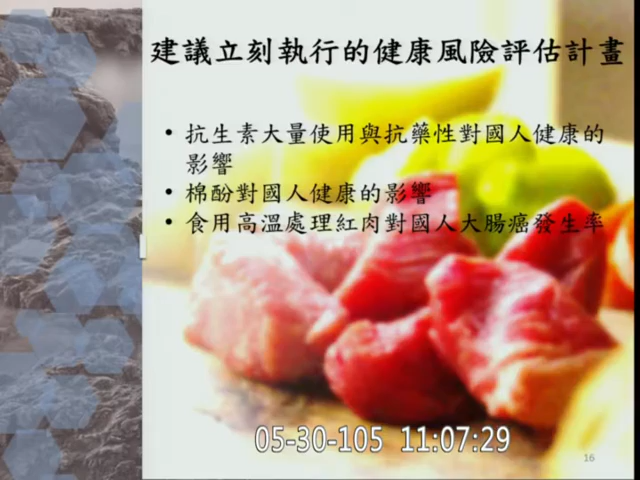 建議立刻執行的健康風險評估計畫
• 抗生素大量使用與抗藥性對國人健康的
影響
• 棉酚對國人健康的影響
• 食用高溫處理紅肉對國人大腸癌發生率
05-30-105 11:07:29
16